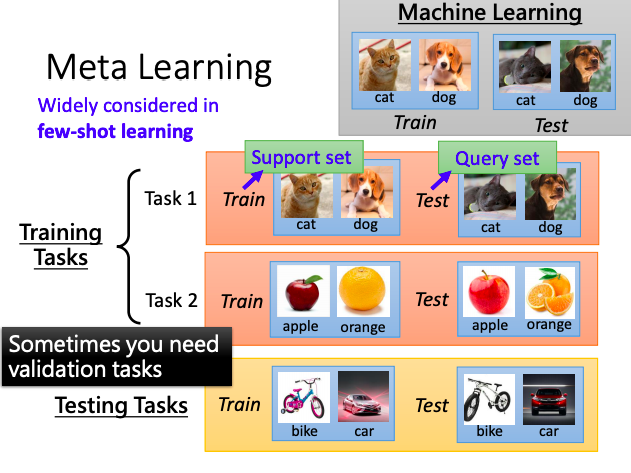 Machine Learning
cat dog cat dog
Train Test
Meta Learning
Widely considered in
few-shot learning
Support set Query set
Training
Tasks
Task 1 Train Test
cat dog cat dog
Task 2 Train Test
apple orange apple orange
Sometimes you need
validation tasks
Testing Tasks Train Test
bike car bike car